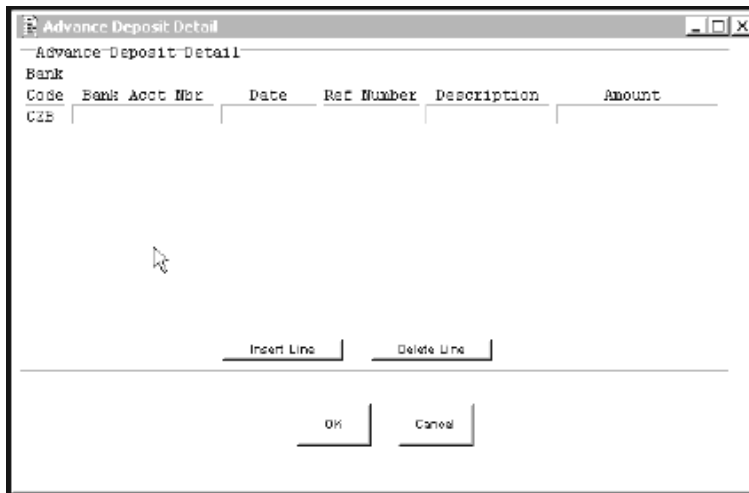 Advance Deposit Detail
Advance Deposit Detail
Bank
Code Bank Acct Nbr Date Ref Number Description Amount
CZB
Insert Line Delete Line
OK Cancel